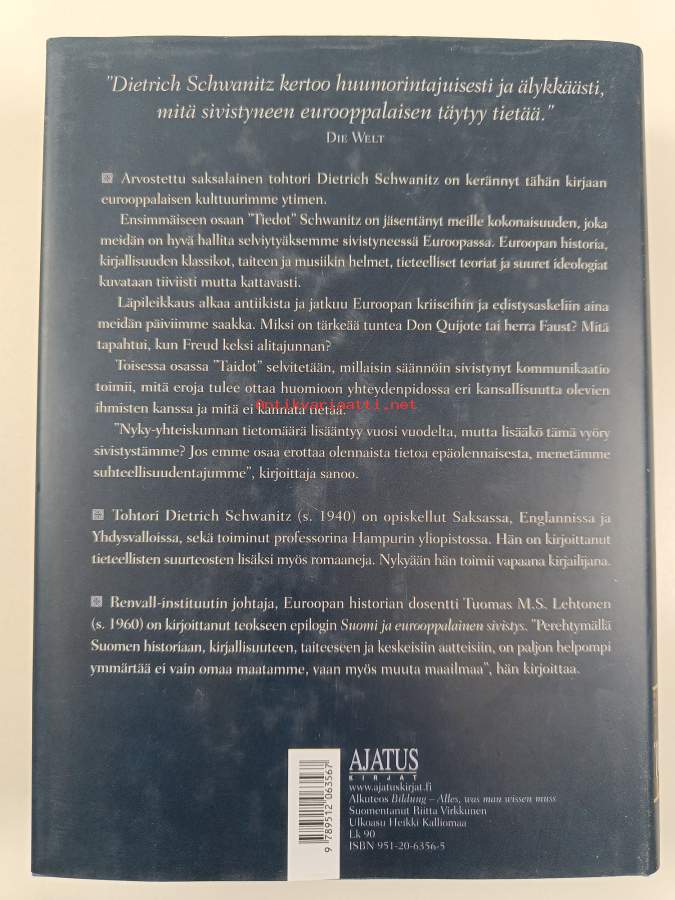 "Dietrich Schwanitz kertoo huumorintajuisesti ja älykkäästi,
mitä sivistyneen eurooppalaisen täytyy tietää."
DIE WELT
Arvostettu saksalainen tohtori Dietrich Schwanitz on kerännyt tähän kirjaan
eurooppalaisen kulttuurimme ytimen.
Ensimmäiseen osaan "Tiedot" Schwanitz on jäsentänyt meille kokonaisuuden, joka
meidän on hyvä hallita selviytyäksemme sivistyneessä Euroopassa. Euroopan historia,
kirjallisuuden klassikot, taiteen ja musiikin helmet, tieteelliset teoriat ja suuret ideologiat
kuvataan tiiviisti mutta kattavasti.
Läpileikkaus alkaa antiikista ja jatkuu Euroopan kriiseihin ja edistysaskeliin aina
meidän päiviimme saakka. Miksi on tärkeää tuntea Don Quijote tai herra Faust? Mitä
tapahtui, kun Freud keksi alitajunnan?
Toisessa osassa "Taidot" selvitetään, millaisin säännöin sivistynyt kommunikaatio
toimii, mitä eroja tulee ottaa huomioon yhteydenpidossa eri kansallisuutta olevien
ihmisten kanssa ja mitä ei kannata tietää.
Antikvariaatti.net
"Nyky-yhteiskunnan tietomäärä lisääntyy vuosi vuodelta, mutta lisääkö tämä vyöry
sivistystämme? Jos emme osaa erottaa olennaista tietoa epäolennaisesta, menetämme
suhteellisuudentajumme", kirjoittaja sanoo.
Tohtori Dietrich Schwanitz (s. 1940) on opiskellut Saksassa, Englannissa ja
Yhdysvalloissa, sekä toiminut professorina Hampurin yliopistossa. Hän on kirjoittanut
tieteellisten suurteosten lisäksi myös romaaneja. Nykyään hän toimii vapaana kirjailijana.
Renvall-instituutin johtaja, Euroopan historian dosentti Tuomas M.S. Lehtonen
(s. 1960) on kirjoittanut teokseen epilogin Suomi ja eurooppalainen sivistys. "Perehtymällä
Suomen historiaan, kirjallisuuteen, taiteeseen ja keskeisiin aatteisiin, on paljon helpompi
ymmärtää ei vain omaa maatamme, vaan myös muuta maailmaa", hän kirjoittaa.
9 789512 063567
AJATUS
KIRJAT
www.ajatuskirjat.fi
Alkuteos Bildung – Alles, was man wissen muss
Suomentanut Riitta Virkkunen
Ulkoasu Heikki Kalliomaa
Lk 90
ISBN 951-20-6356-5